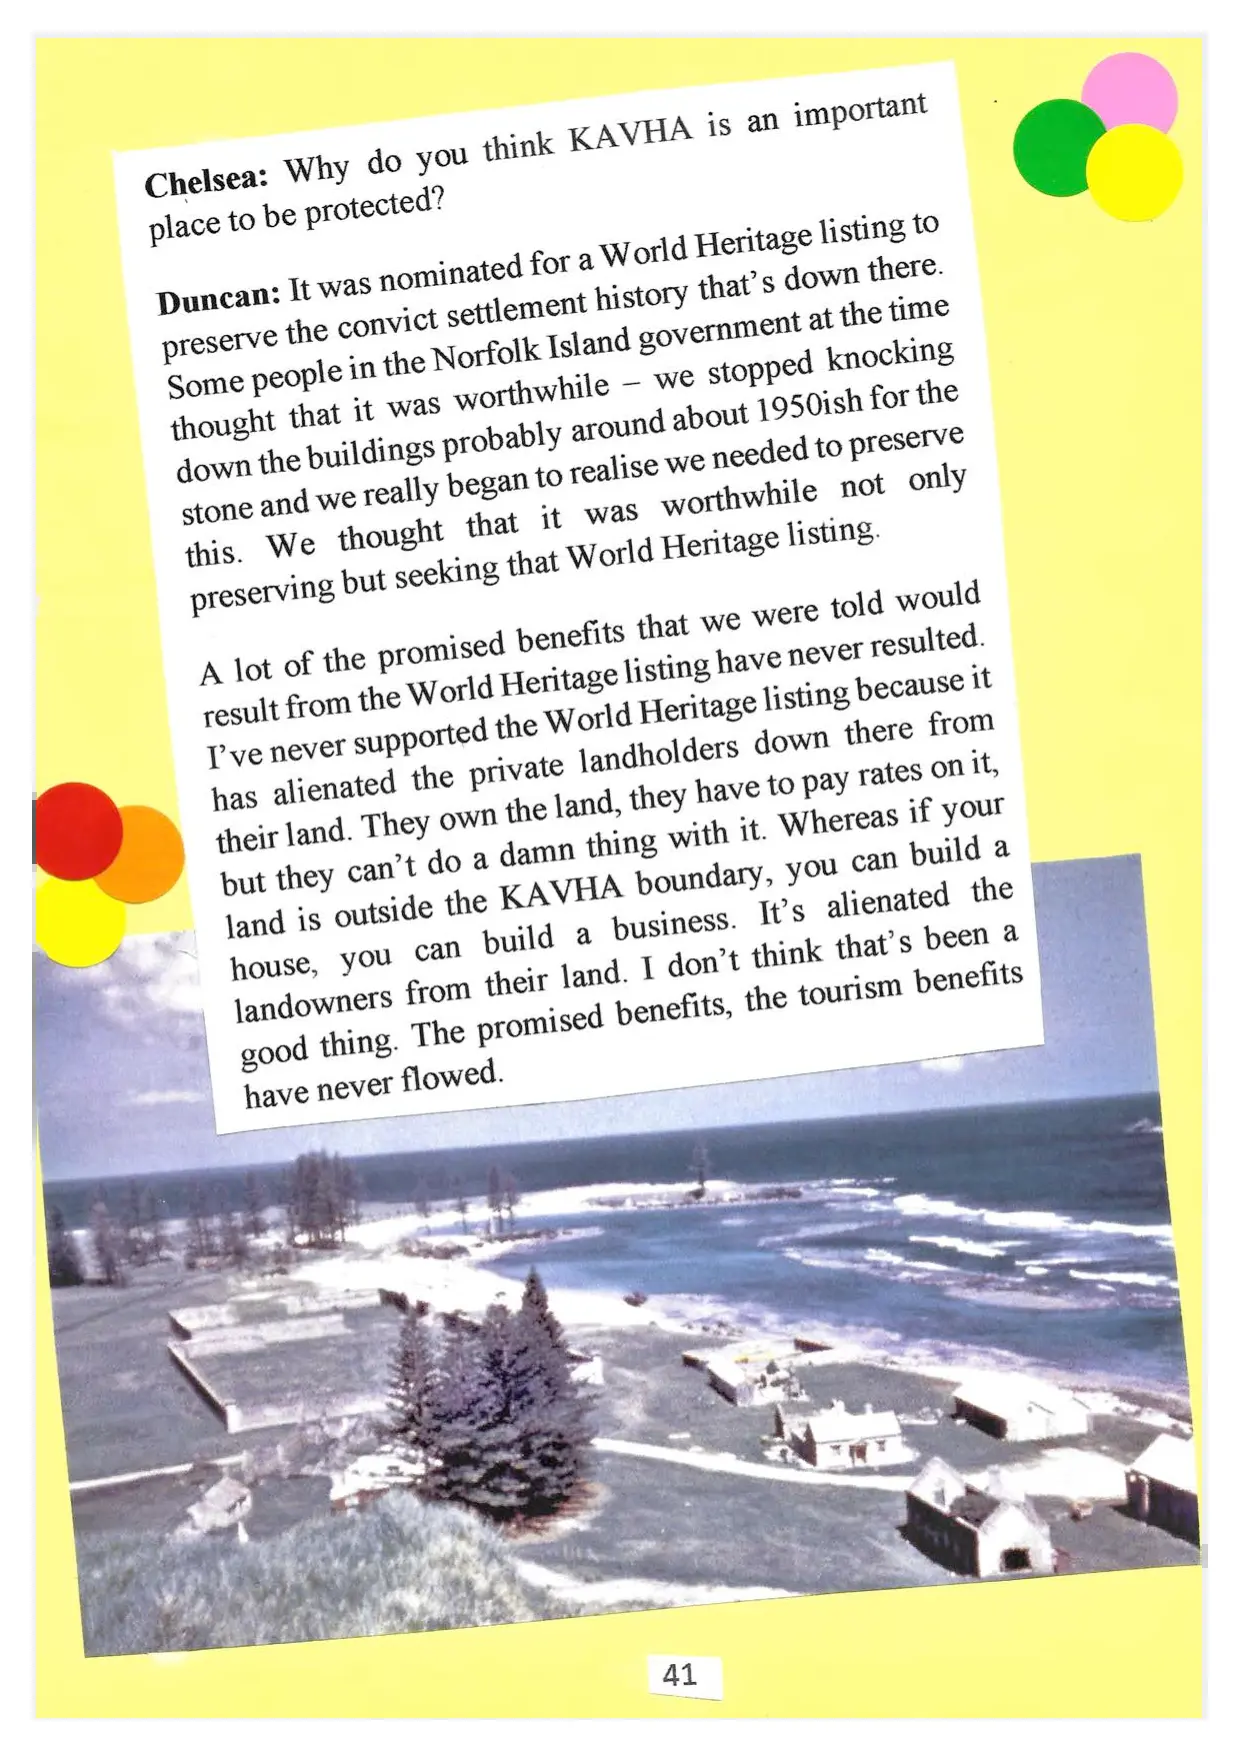 Chelsea: Why do you think KAVHA is an important
place to be protected?
Duncan: It was nominated for a World Heritage listing to
preserve the convict settlement history that's down there.
Some people in the Norfolk Island government at the time
thought that it was worthwhile – we stopped knocking
down the buildings probably around about 1950ish for the
stone and we really began to realise we needed to preserve
this. We thought that it was worthwhile not only
preserving but seeking that World Heritage listing.
A lot of the promised benefits that we were told would
result from the World Heritage listing have never resulted.
I've never supported the World Heritage listing because it
has alienated the private landholders down there from
their land. They own the land, they have to pay rates on it,
but they can't do a damn thing with it. Whereas if your
land is outside the KAVHA boundary, you can build a
house, you can build a business. It's alienated the
landowners from their land. I don't think that's been a
good thing. The promised benefits, the tourism benefits
have never flowed.
41